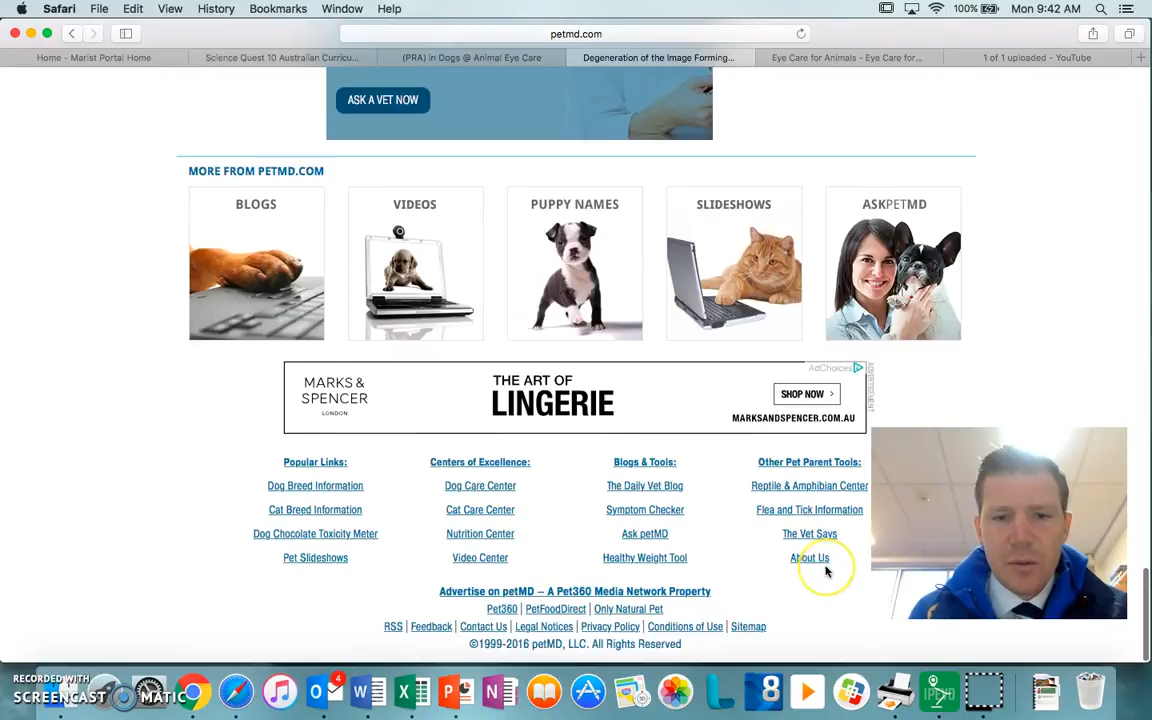 Safari File Edit View History Bookmarks Window Help 100% Mon 9:42 AM
petmd.com
Home - Marist Portal Home Science Quest 10 Australian Curricu... (PRA) in Dogs @ Animal Eye Care Degeneration of the Image Forming... Eye Care for Animals - Eye Care for... 1 of 1 uploaded - YouTube
ASK A VET NOW
MORE FROM PETMD.COM
BLOGS VIDEOS PUPPY NAMES SLIDESHOWS ASKPETMD
AdChoices
MARKS & SPENCER LONDON
THE ART OF
LINGERIE
SHOP NOW >
MARKSANDSPENCER.COM.AU
ADVERTISEMENT
Popular Links: Centers of Excellence: Blogs & Tools: Other Pet Parent Tools:
Dog Breed Information Dog Care Center The Daily Vet Blog Reptile & Amphibian Center
Cat Breed Information Cat Care Center Symptom Checker Flea and Tick Information
Dog Chocolate Toxicity Meter Nutrition Center Ask petMD The Vet Says
Pet Slideshows Video Center Healthy Weight Tool About Us
Advertise on petMD – A Pet360 Media Network Property
Pet360 | PetFoodDirect | Only Natural Pet
RSS | Feedback | Contact Us | Legal Notices | Privacy Policy | Conditions of Use | Sitemap
©1999-2016 petMD, LLC. All Rights Reserved
RECORDED WITH
SCREENCAST MATIC
4